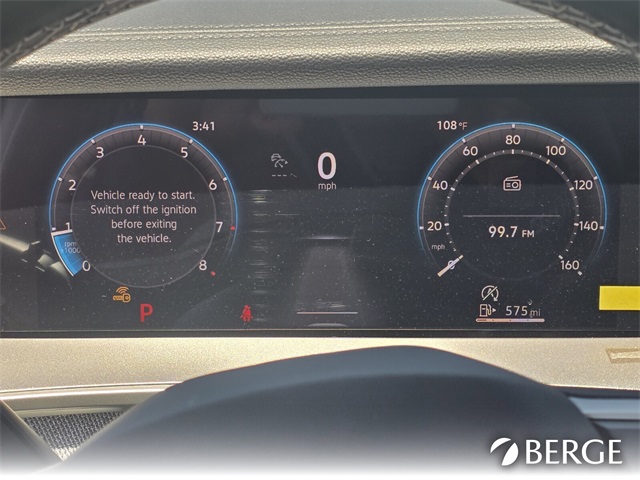 3:41
108 °F
0
mph
Vehicle ready to start.
Switch off the ignition
before exiting
the vehicle.
0
1
2
3
4
5
6
7
8
rpm
x1000
0
20
40
60
80
100
120
140
160
mph
99.7 FM
P
575 mi
BERGE